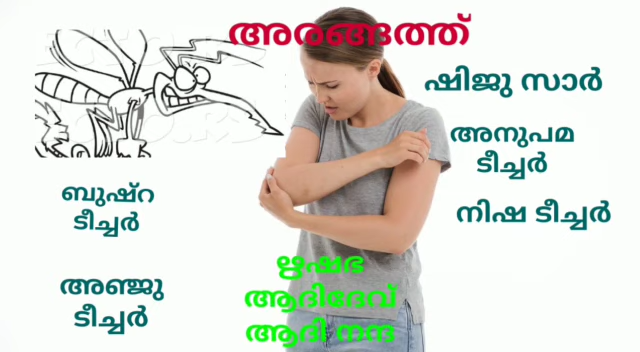 അരങ്ങത്ത്
ഷിജു സാർ
അനുപമ
ടീച്ചർ
ബുഷ്റ
ടീച്ചർ
നിഷ ടീച്ചർ
അഞ്ജു
ടീച്ചർ
ഋഷഭ
ആദിദേവ്
ആദി നന്ദ